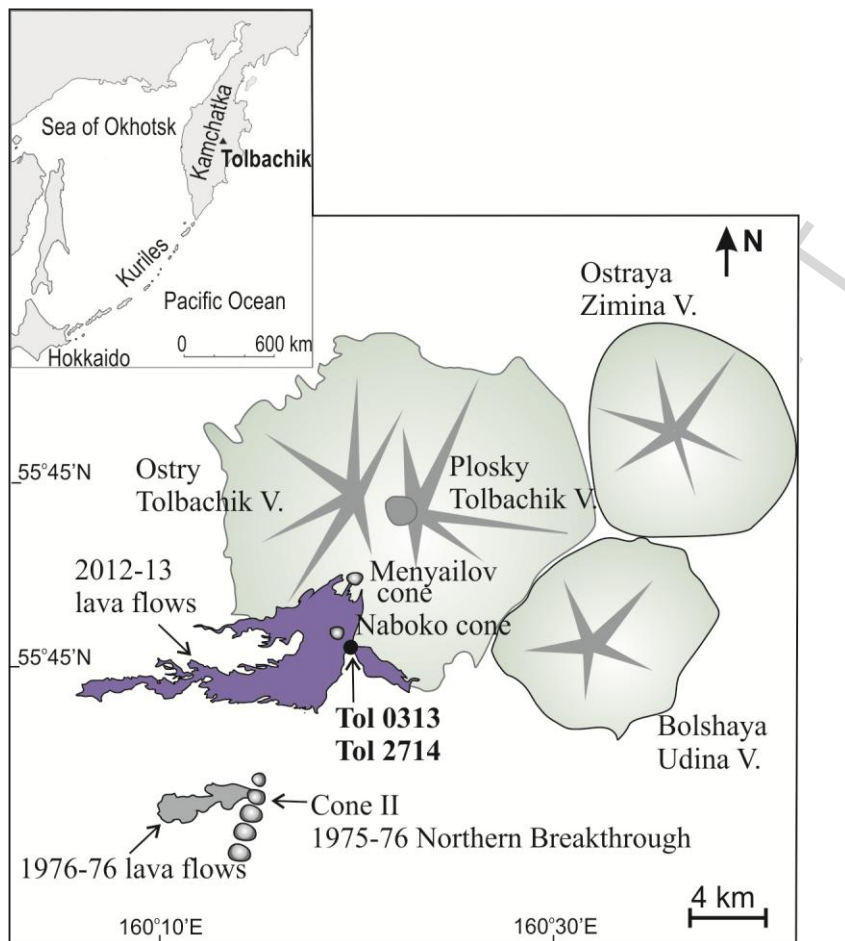 Sea of Okhotsk
Kamchatka
Tolbachik
Kuriles
Pacific Ocean
0 600 km
Hokkaido
N
Ostraya
Zimina V.
55°45'N
Ostry
Tolbachik V.
Plosky
Tolbachik V.
2012-13
lava flows
Menyailov
cone
Naboko cone
55°45'N
Tol 0313
Tol 2714
Bolshaya
Udina V.
Cone II
1975-76 Northern Breakthrough
1976-76 lava flows
4 km
160°10'E
160°30'E